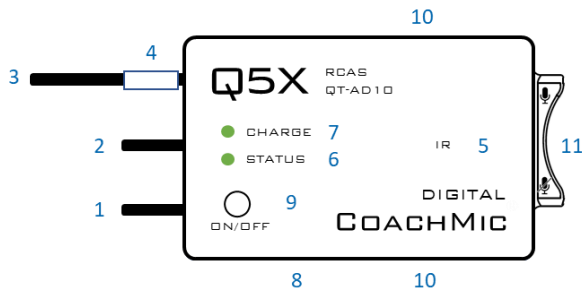 10
4
3
Q5X RCAS
QT-AD10
CHARGE 7
2
IR 5
11
STATUS 6
DIGITAL
9
1
ON/OFF
COACHMIC
8
10